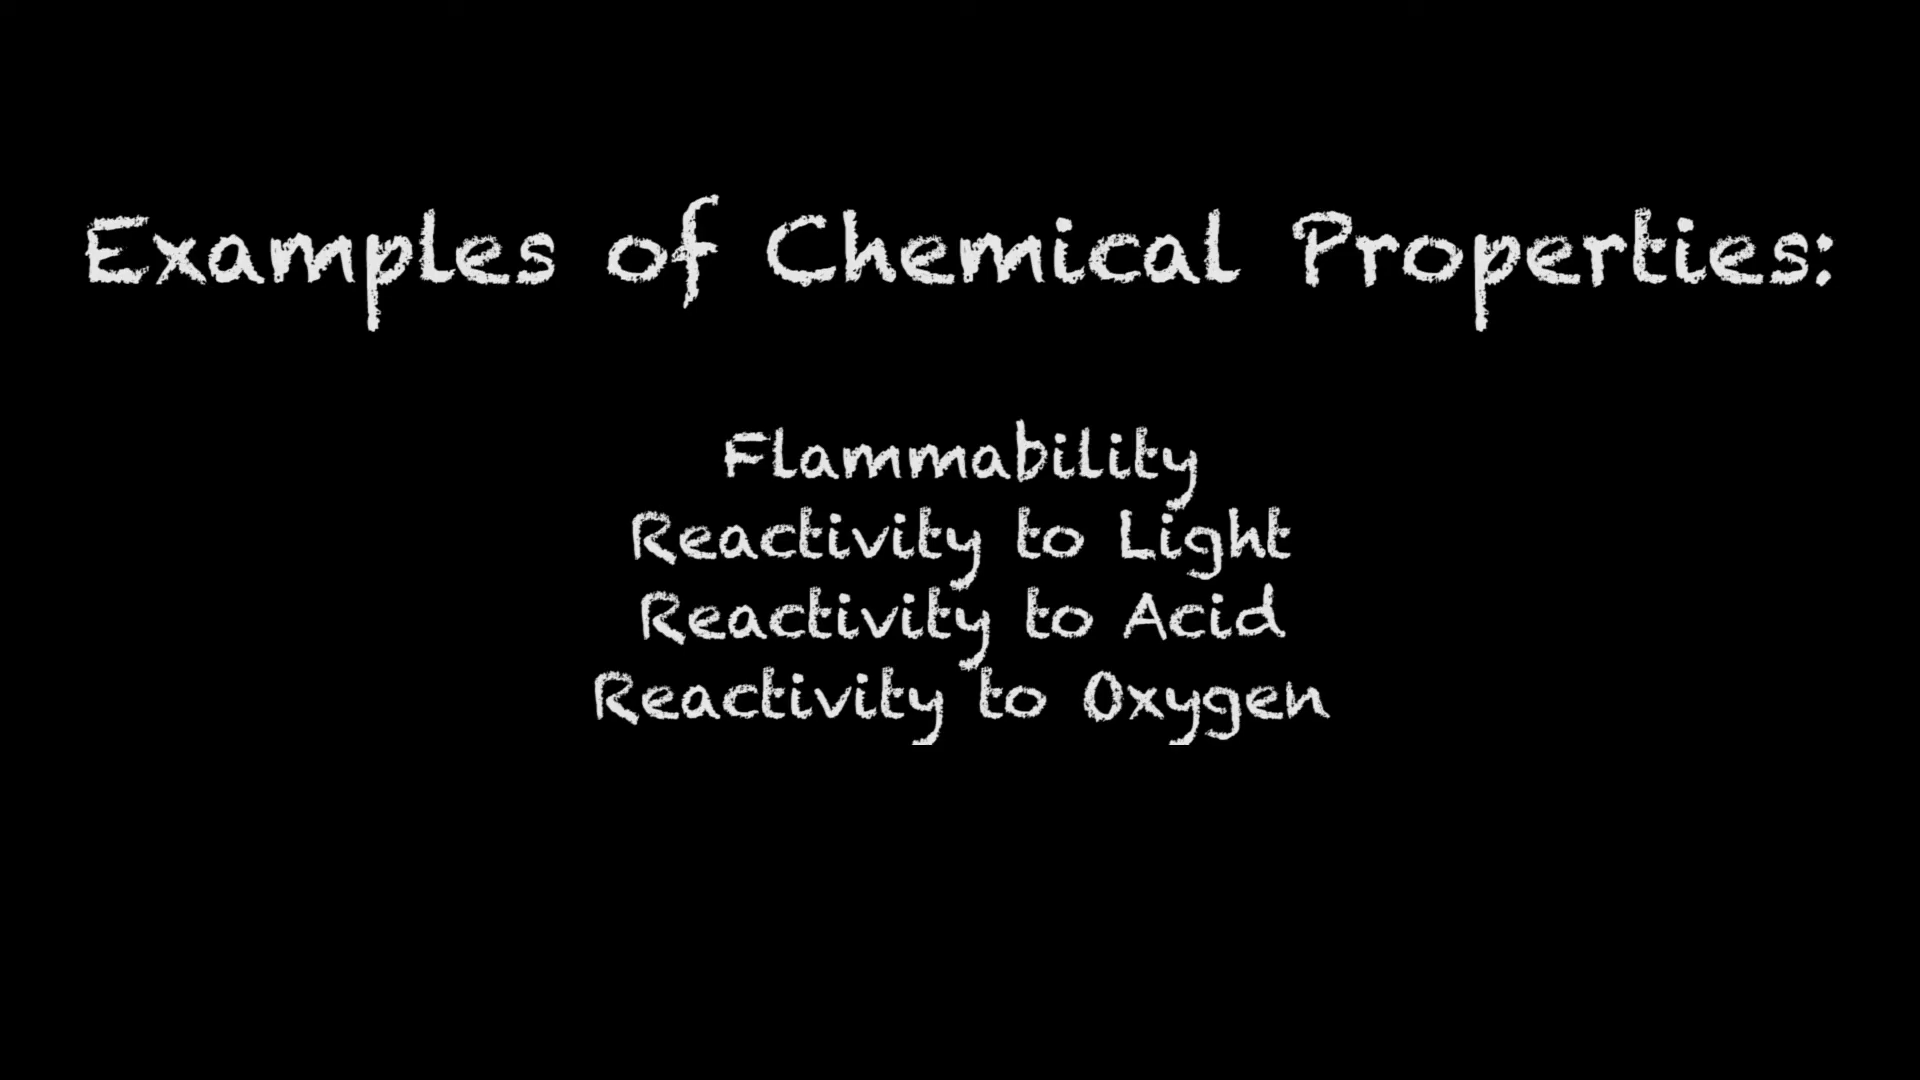 Examples of Chemical Properties:
Flammability
Reactivity to Light
Reactivity to Acid
Reactivity to Oxygen